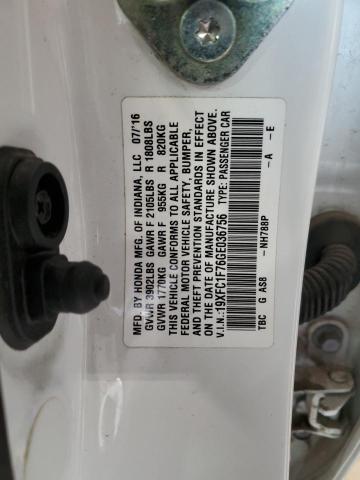 MFD. BY HONDA MFG. OF INDIANA, LLC 07/16
GVWR 3902LBS GAWR F 2105LBS R 1808LBS
GVWR 1770KG GAWR F 955KG R 820KG
THIS VEHICLE CONFORMS TO ALL APPLICABLE
FEDERAL MOTOR VEHICLE SAFETY, BUMPER,
AND THEFT PREVENTION STANDARDS IN EFFECT
ON THE DATE OF MANUFACTURE SHOWN ABOVE.
V.I.N.: 19XFC1F76GE036756 TYPE: PASSENGER CAR
-NH788P -A -E
TBC G AS8